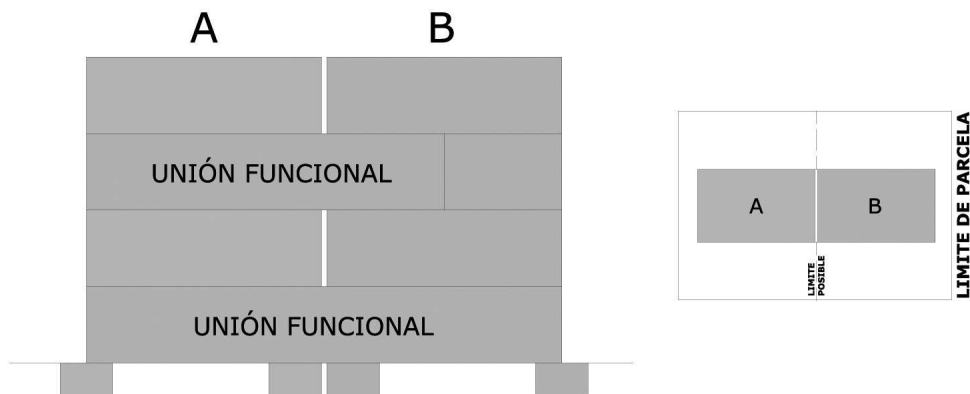 A B
UNIÓN FUNCIONAL
UNIÓN FUNCIONAL
A B
LIMITE
POSIBLE
LIMITE DE PARCELA